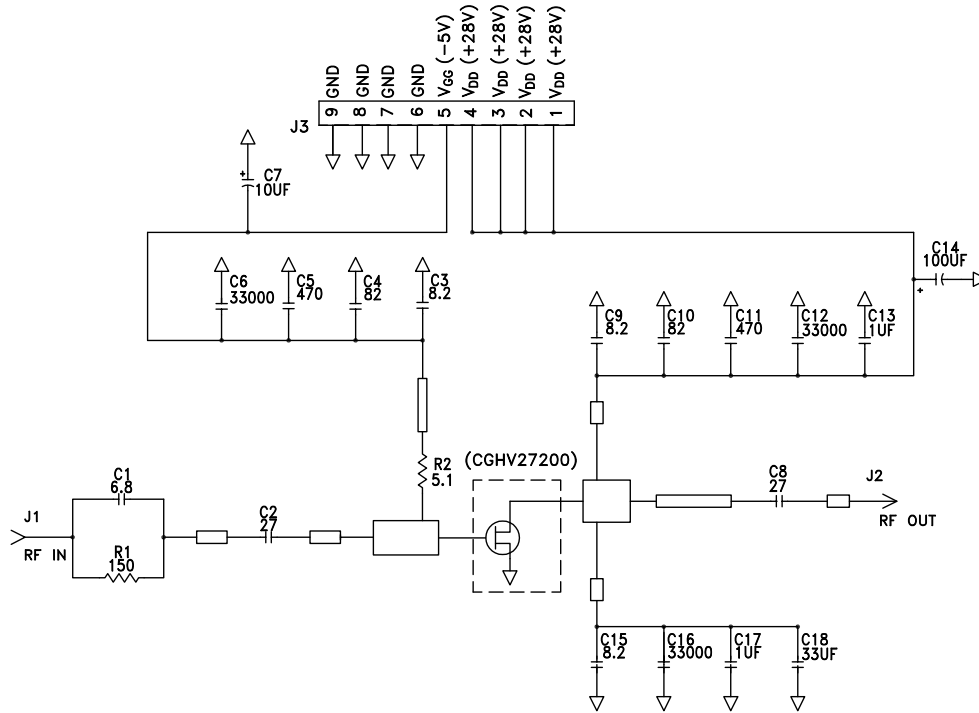 9 GND
8 GND
7 GND
6 GND
5 VGG (-5V)
4 VDD (+28V)
3 VDD (+28V)
2 VDD (+28V)
1 VDD (+28V)
J3
+
C7
10UF
C6
33000
C5
470
C4
82
C3
8.2
C14
100UF
+
C9
8.2
C10
82
C11
470
C12
33000
C13
1UF
R2
5.1
(CGHV27200)
C1
6.8
J1
RF IN
R1
150
C2
27
C8
27
J2
RF OUT
C15
8.2
C16
33000
C17
1UF
C18
33UF